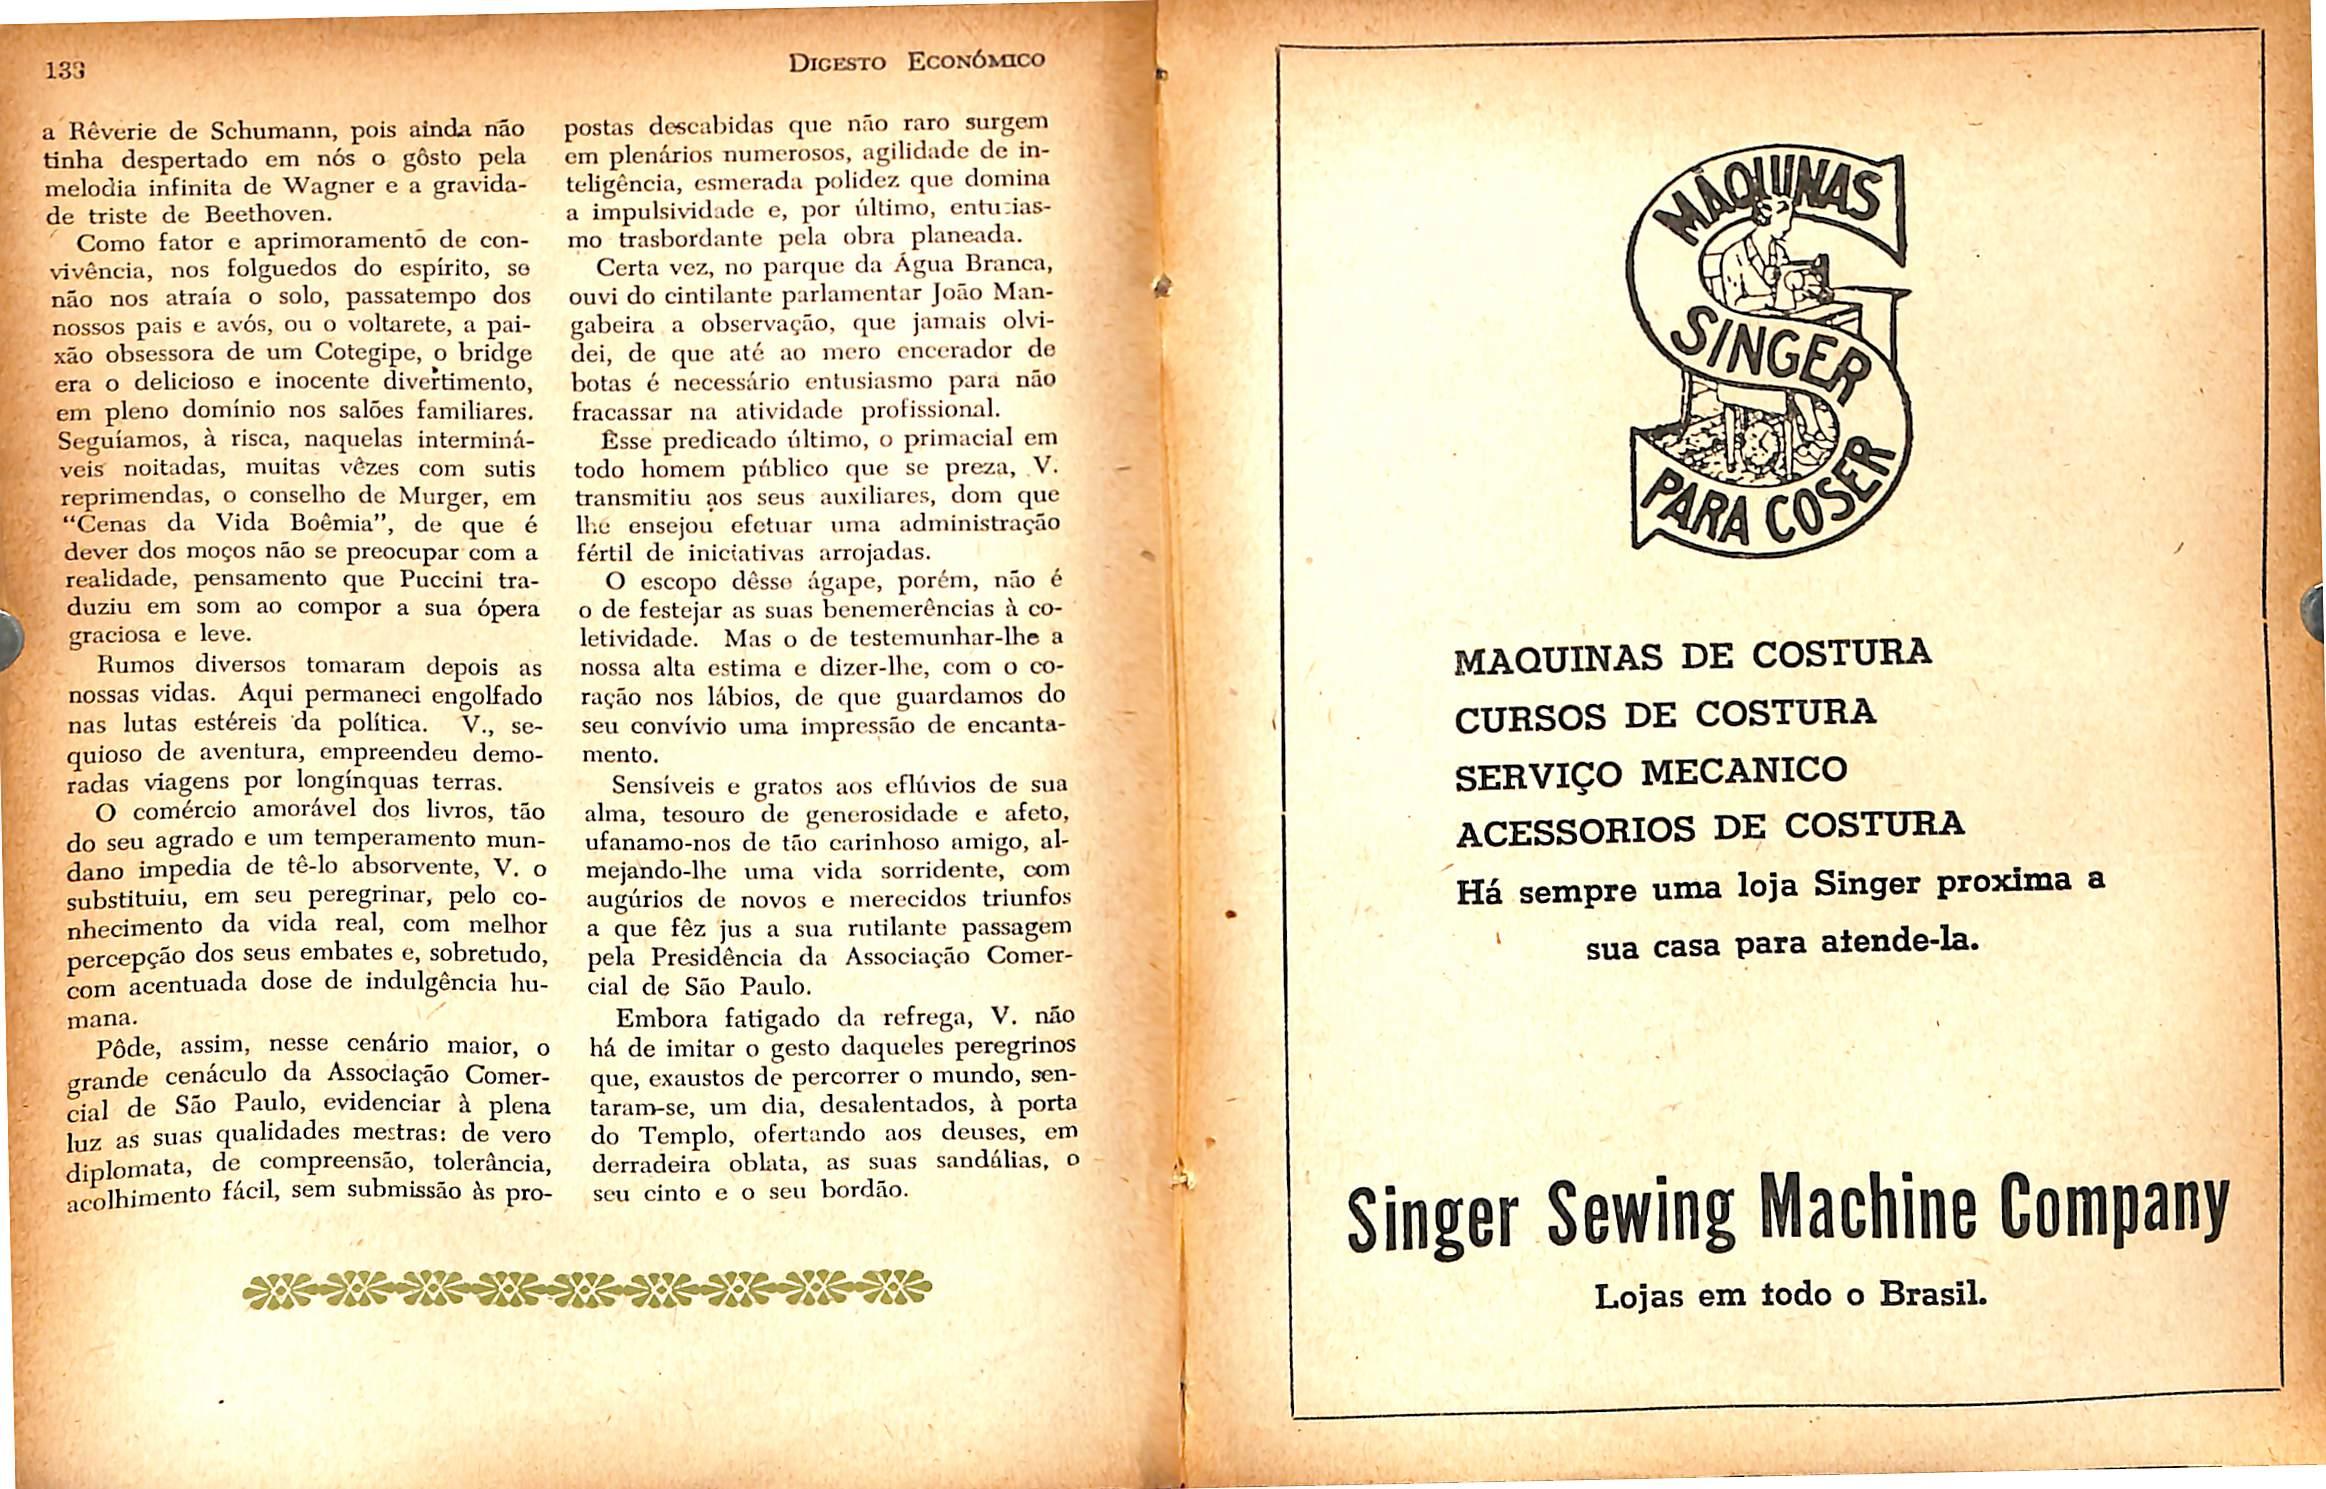 DIGESTO ECONÓMICO
a Rêverie de Schumann, pois ainda não
tinha despertado em nós o gôsto pela
melodia infinita de Wagner e a gravida-
de triste de Beethoven.
Como fator e aprimoramento de con-
vivência, nos folguedos do espírito, se
não nos atraía o solo, passatempo dos
nossos pais e avós, ou o voltarete, a pai-
xão obsessora de um Cotegipe, o bridge
era o delicioso e inocente divertimento,
em pleno domínio nos salões familiares.
Seguíamos, à risca, naquelas interminá-
veis noitadas, muitas vêzes com sutis
reprimendas, o conselho de Murger, em
“Cenas da Vida Boêmia”, de que é
dever dos moços não se preocupar com a
realidade, pensamento que Puccini tra-
duziu em som ao compor a sua ópera
graciosa e leve.
Rumos diversos tomaram depois as
nossas vidas. Aqui permaneci engolfado
nas lutas estéreis da política. V., se-
quioso de aventura, empreendeu demo-
radas viagens por longínquas terras.
O comércio amorável dos livros, tão
do seu agrado e um temperamento mun-
dano impedia de tê-lo absorvente, V. o
substituiu, em seu peregrinar, pelo co-
nhecimento da vida real, com melhor
percepção dos seus embates e, sobretudo,
com acentuada dose de indulgência hu-
mana.
Pôde, assim, nesse cenário maior, o
grande cenáculo da Associação Comer-
cial de São Paulo, evidenciar à plena
luz as suas qualidades mestras: de vero
diplomata, de compreensão, tolerância,
acolhimento fácil, sem submissão às pro-
postas descabidas que não raro surgem
em plenários numerosos, agilidade de in-
teligência, esmerada polidez que domina
a impulsividade e, por último, entusias-
mo trasbordante pela obra planeada.
Certa vez, no parque da Água Branca,
ouvi do cintilante parlamentar João Man-
gabeira a observação, que jamais olvi-
dei, de que até ao mero encerador de
botas é necessário entusiasmo para não
fracassar na atividade profissional.
Êsse predicado último, o primacial em
todo homem público que se preza, V.
transmitiu aos seus auxiliares, dom que
lhe ensejou efetuar uma administração
fértil de iniciativas arrojadas.
O escopo dêsse ágape, porém, não é
o de festejar as suas benemerências à co-
letividade. Mas o de testemunhar-lhe a
nossa alta estima e dizer-lhe, com o co-
ração nos lábios, de que guardamos do
seu convívio uma impressão de encanta-
mento.
Sensíveis e gratos aos eflúvios de sua
alma, tesouro de generosidade e afeto,
ufanamo-nos de tão carinhoso amigo, al-
mejando-lhe uma vida sorridente, com
augúrios de novos e merecidos triunfos
a que fêz jus a sua rutilante passagem
pela Presidência da Associação Comer-
cial de São Paulo.
Embora fatigado da refrega, V. não
há de imitar o gesto daqueles peregrinos
que, exaustos de percorrer o mundo, sen-
taram-se, um dia, desalentados, à porta
do Templo, ofertando aos deuses, em
derradeira oblata, as suas sandálias, o
seu cinto e o seu bordão.
MAQUINAS
SINGER
PARA COSER
MAQUINAS DE COSTURA
CURSOS DE COSTURA
SERVIÇO MECANICO
ACESSORIOS DE COSTURA
Há sempre uma loja Singer proxima a
sua casa para atende-la.
Singer Sewing Machine Company
Lojas em todo o Brasil.